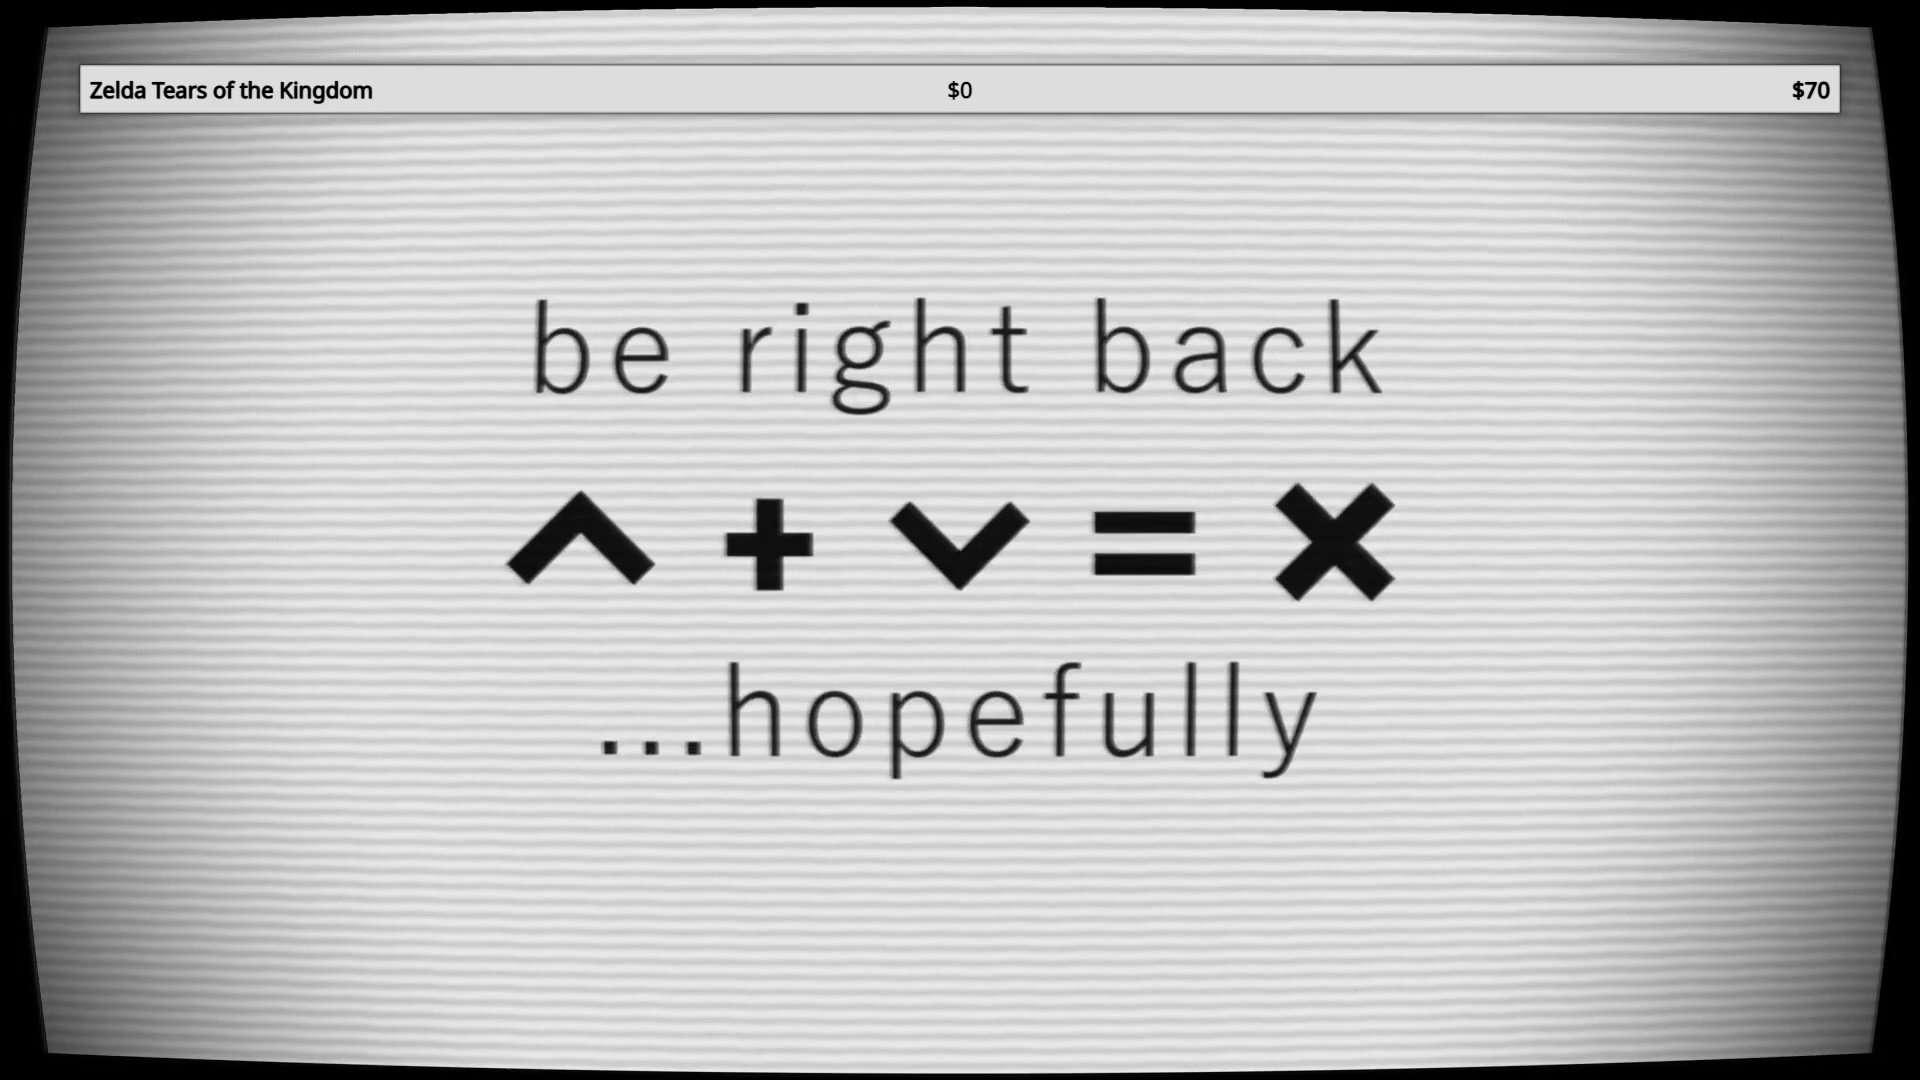 Zelda Tears of the Kingdom $0 $70
be right back
^ + v = x
...hopefully